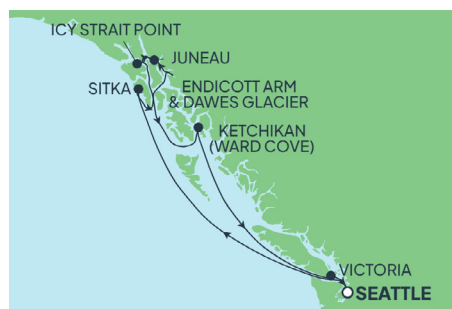 ICY STRAIT POINT
JUNEAU
SITKA
ENDICOTT ARM
& DAWES GLACIER
KETCHIKAN
(WARD COVE)
VICTORIA
SEATTLE